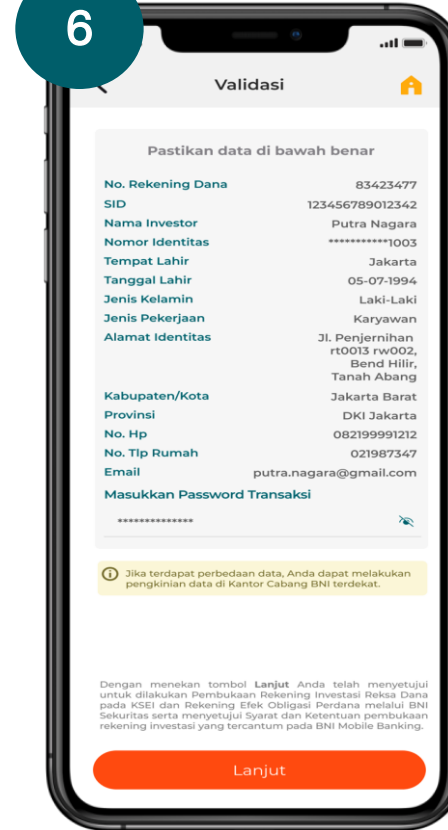 6
Validasi
Pastikan data di bawah benar
No. Rekening Dana 83423477
SID 123456789012342
Nama Investor Putra Nagara
Nomor Identitas ***********1003
Tempat Lahir Jakarta
Tanggal Lahir 05-07-1994
Jenis Kelamin Laki-Laki
Jenis Pekerjaan Karyawan
Alamat Identitas Jl. Penjernihan
rt0013 rw002,
Bend Hilir,
Tanah Abang
Kabupaten/Kota Jakarta Barat
Provinsi DKI Jakarta
No. Hp 082199991212
No. Tlp Rumah 021987347
Email putra.nagara@gmail.com
Masukkan Password Transaksi
**************
Jika terdapat perbedaan data, Anda dapat melakukan
pengkinian data di Kantor Cabang BNI terdekat.
Dengan menekan tombol Lanjut Anda telah menyetujui
untuk dilakukan Pembukaan Rekening Investasi Reksa Dana
pada KSEI dan Rekening Efek Obligasi Perdana melalui BNI
Sekuritas serta menyetujui Syarat dan Ketentuan pembukaan
rekening investasi yang tercantum pada BNI Mobile Banking.
Lanjut